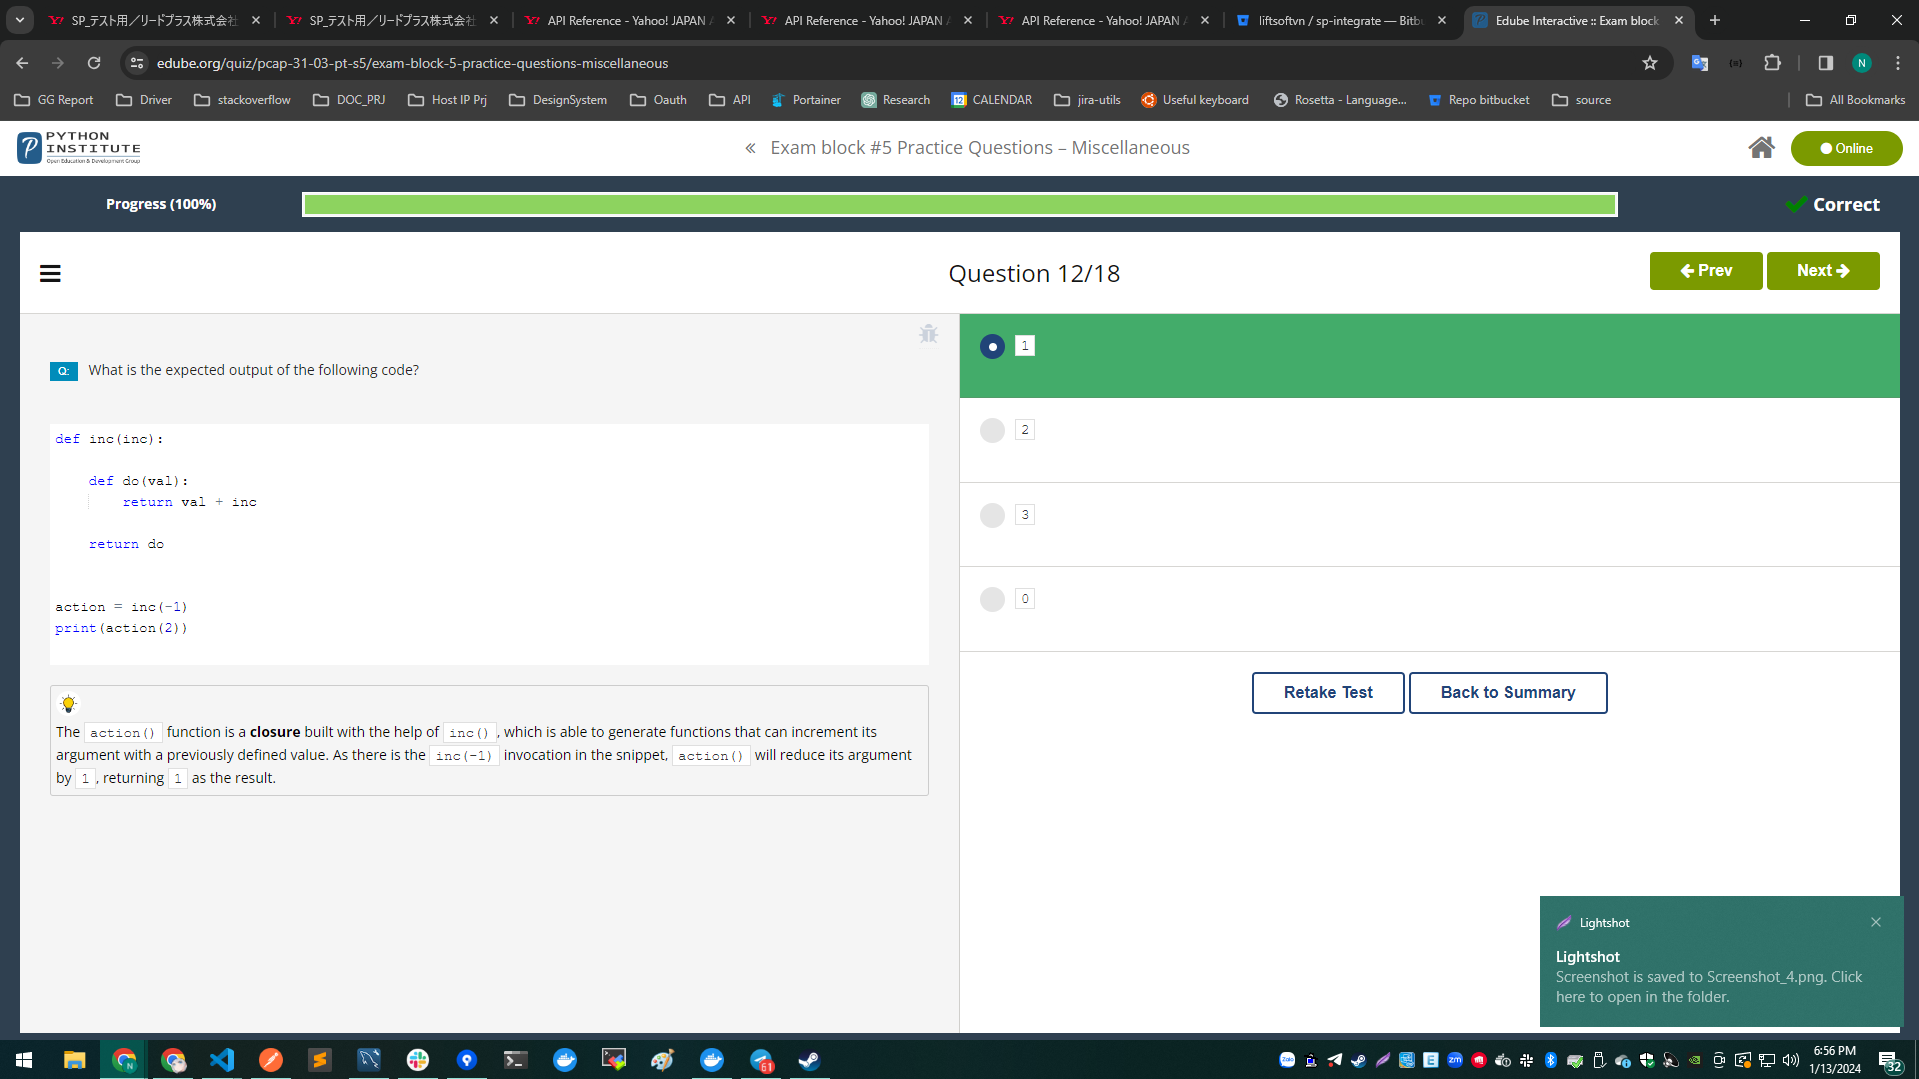 SP_テスト用／リードプラス株式会社
SP_テスト用／リードプラス株式会社
API Reference - Yahoo! JAPAN
API Reference - Yahoo! JAPAN
API Reference - Yahoo! JAPAN
liftsoftvn / sp-integrate — Bitbu
Edube Interactive :: Exam block
edube.org/quiz/pcap-31-03-pt-s5/exam-block-5-practice-questions-miscellaneous
N
GG Report
Driver
stackoverflow
DOC_PRJ
Host IP Prj
DesignSystem
Oauth
API
Portainer
Research
CALENDAR
jira-utils
Useful keyboard
Rosetta - Language...
Repo bitbucket
source
All Bookmarks
PYTHON
INSTITUTE
Open Education & Development Group
« Exam block #5 Practice Questions – Miscellaneous
Online
Progress (100%)
Correct
Question 12/18
Prev
Next
Q: What is the expected output of the following code?
def inc(inc):
def do(val):
return val + inc
return do
action = inc(-1)
print(action(2))
The action() function is a closure built with the help of inc(), which is able to generate functions that can increment its
argument with a previously defined value. As there is the inc(-1) invocation in the snippet, action() will reduce its argument
by 1, returning 1 as the result.
1
2
3
0
Retake Test
Back to Summary
Lightshot
Lightshot
Screenshot is saved to Screenshot_4.png. Click
here to open in the folder.
61
6:56 PM
1/13/2024
32